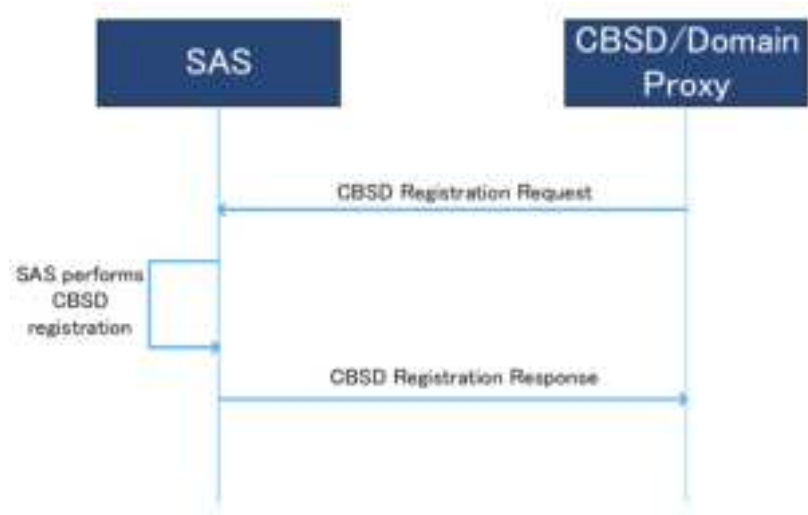 SAS
CBSD/Domain
Proxy
CBSD Registration Request
SAS performs
CBSD
registration
CBSD Registration Response